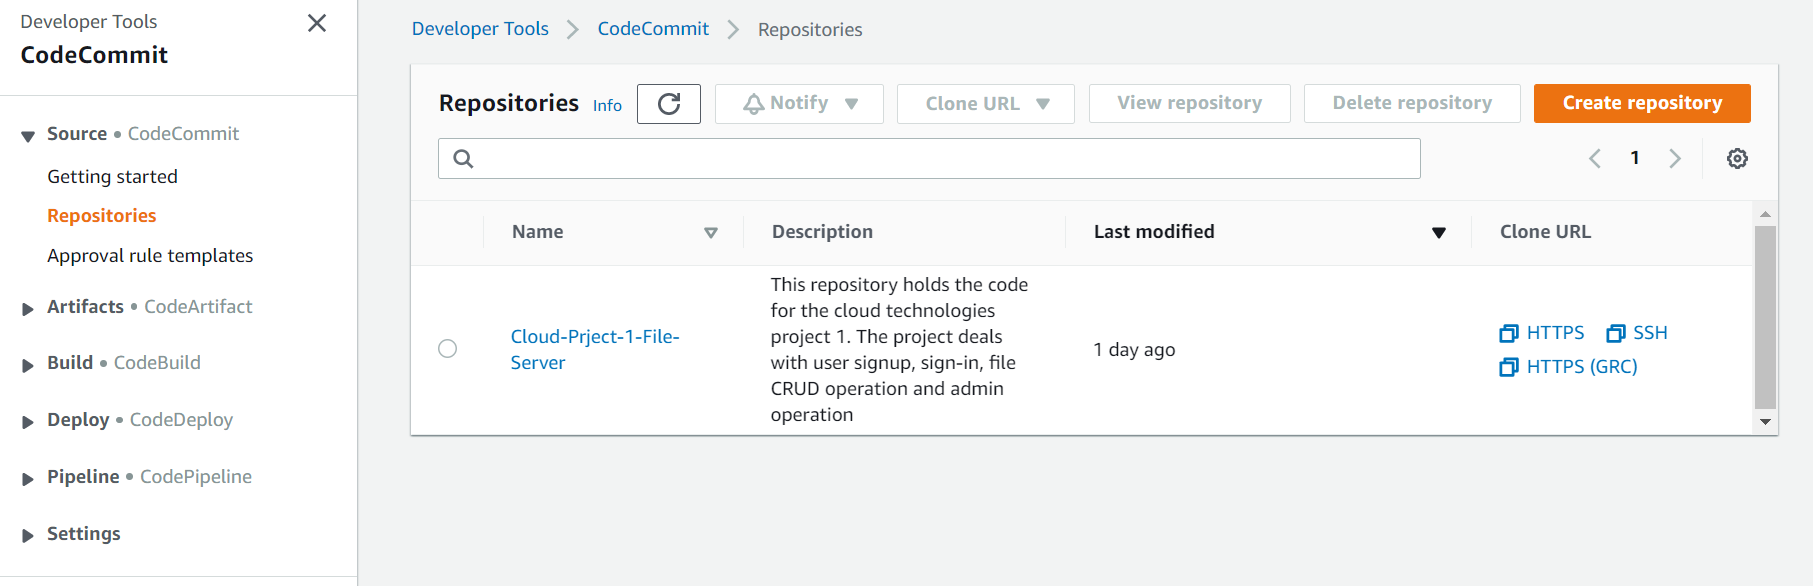 Developer Tools
CodeCommit
Source • CodeCommit
Getting started
Repositories
Approval rule templates
Artifacts • CodeArtifact
Build • CodeBuild
Deploy • CodeDeploy
Pipeline • CodePipeline
Settings
Developer Tools > CodeCommit > Repositories
Repositories Info Notify Clone URL View repository Delete repository Create repository
1
Name Description Last modified Clone URL
Cloud-Prject-1-File-
Server
This repository holds the code
for the cloud technologies
project 1. The project deals
with user signup, sign-in, file
CRUD operation and admin
operation
1 day ago
HTTPS SSH
HTTPS (GRC)